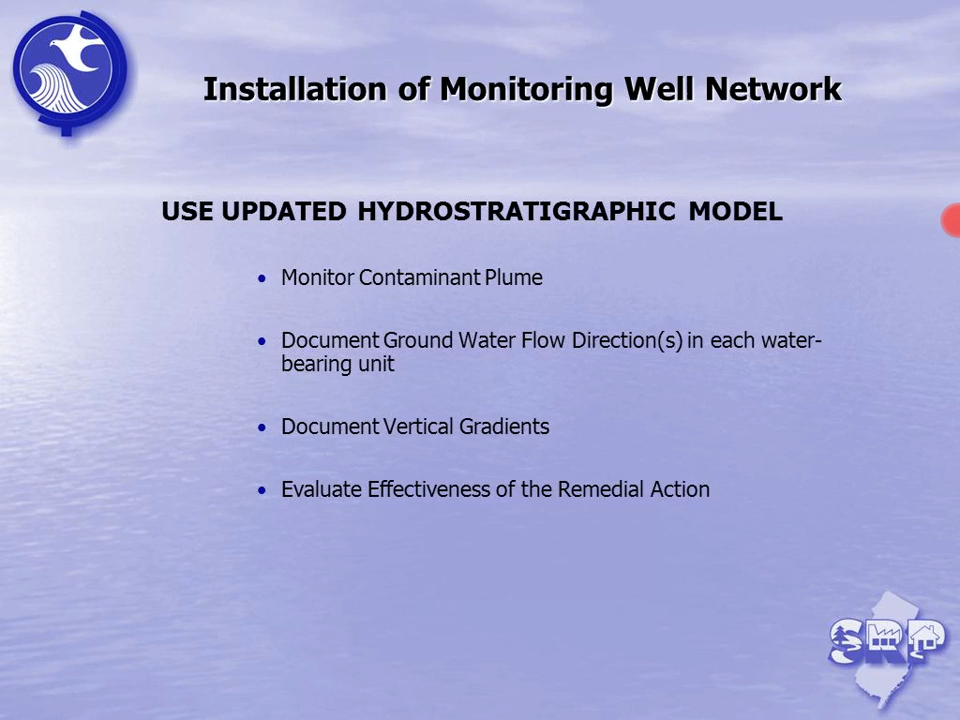 Installation of Monitoring Well Network
USE UPDATED HYDROSTRATIGRAPHIC MODEL
• Monitor Contaminant Plume
• Document Ground Water Flow Direction(s) in each water-
bearing unit
• Document Vertical Gradients
• Evaluate Effectiveness of the Remedial Action
SRP